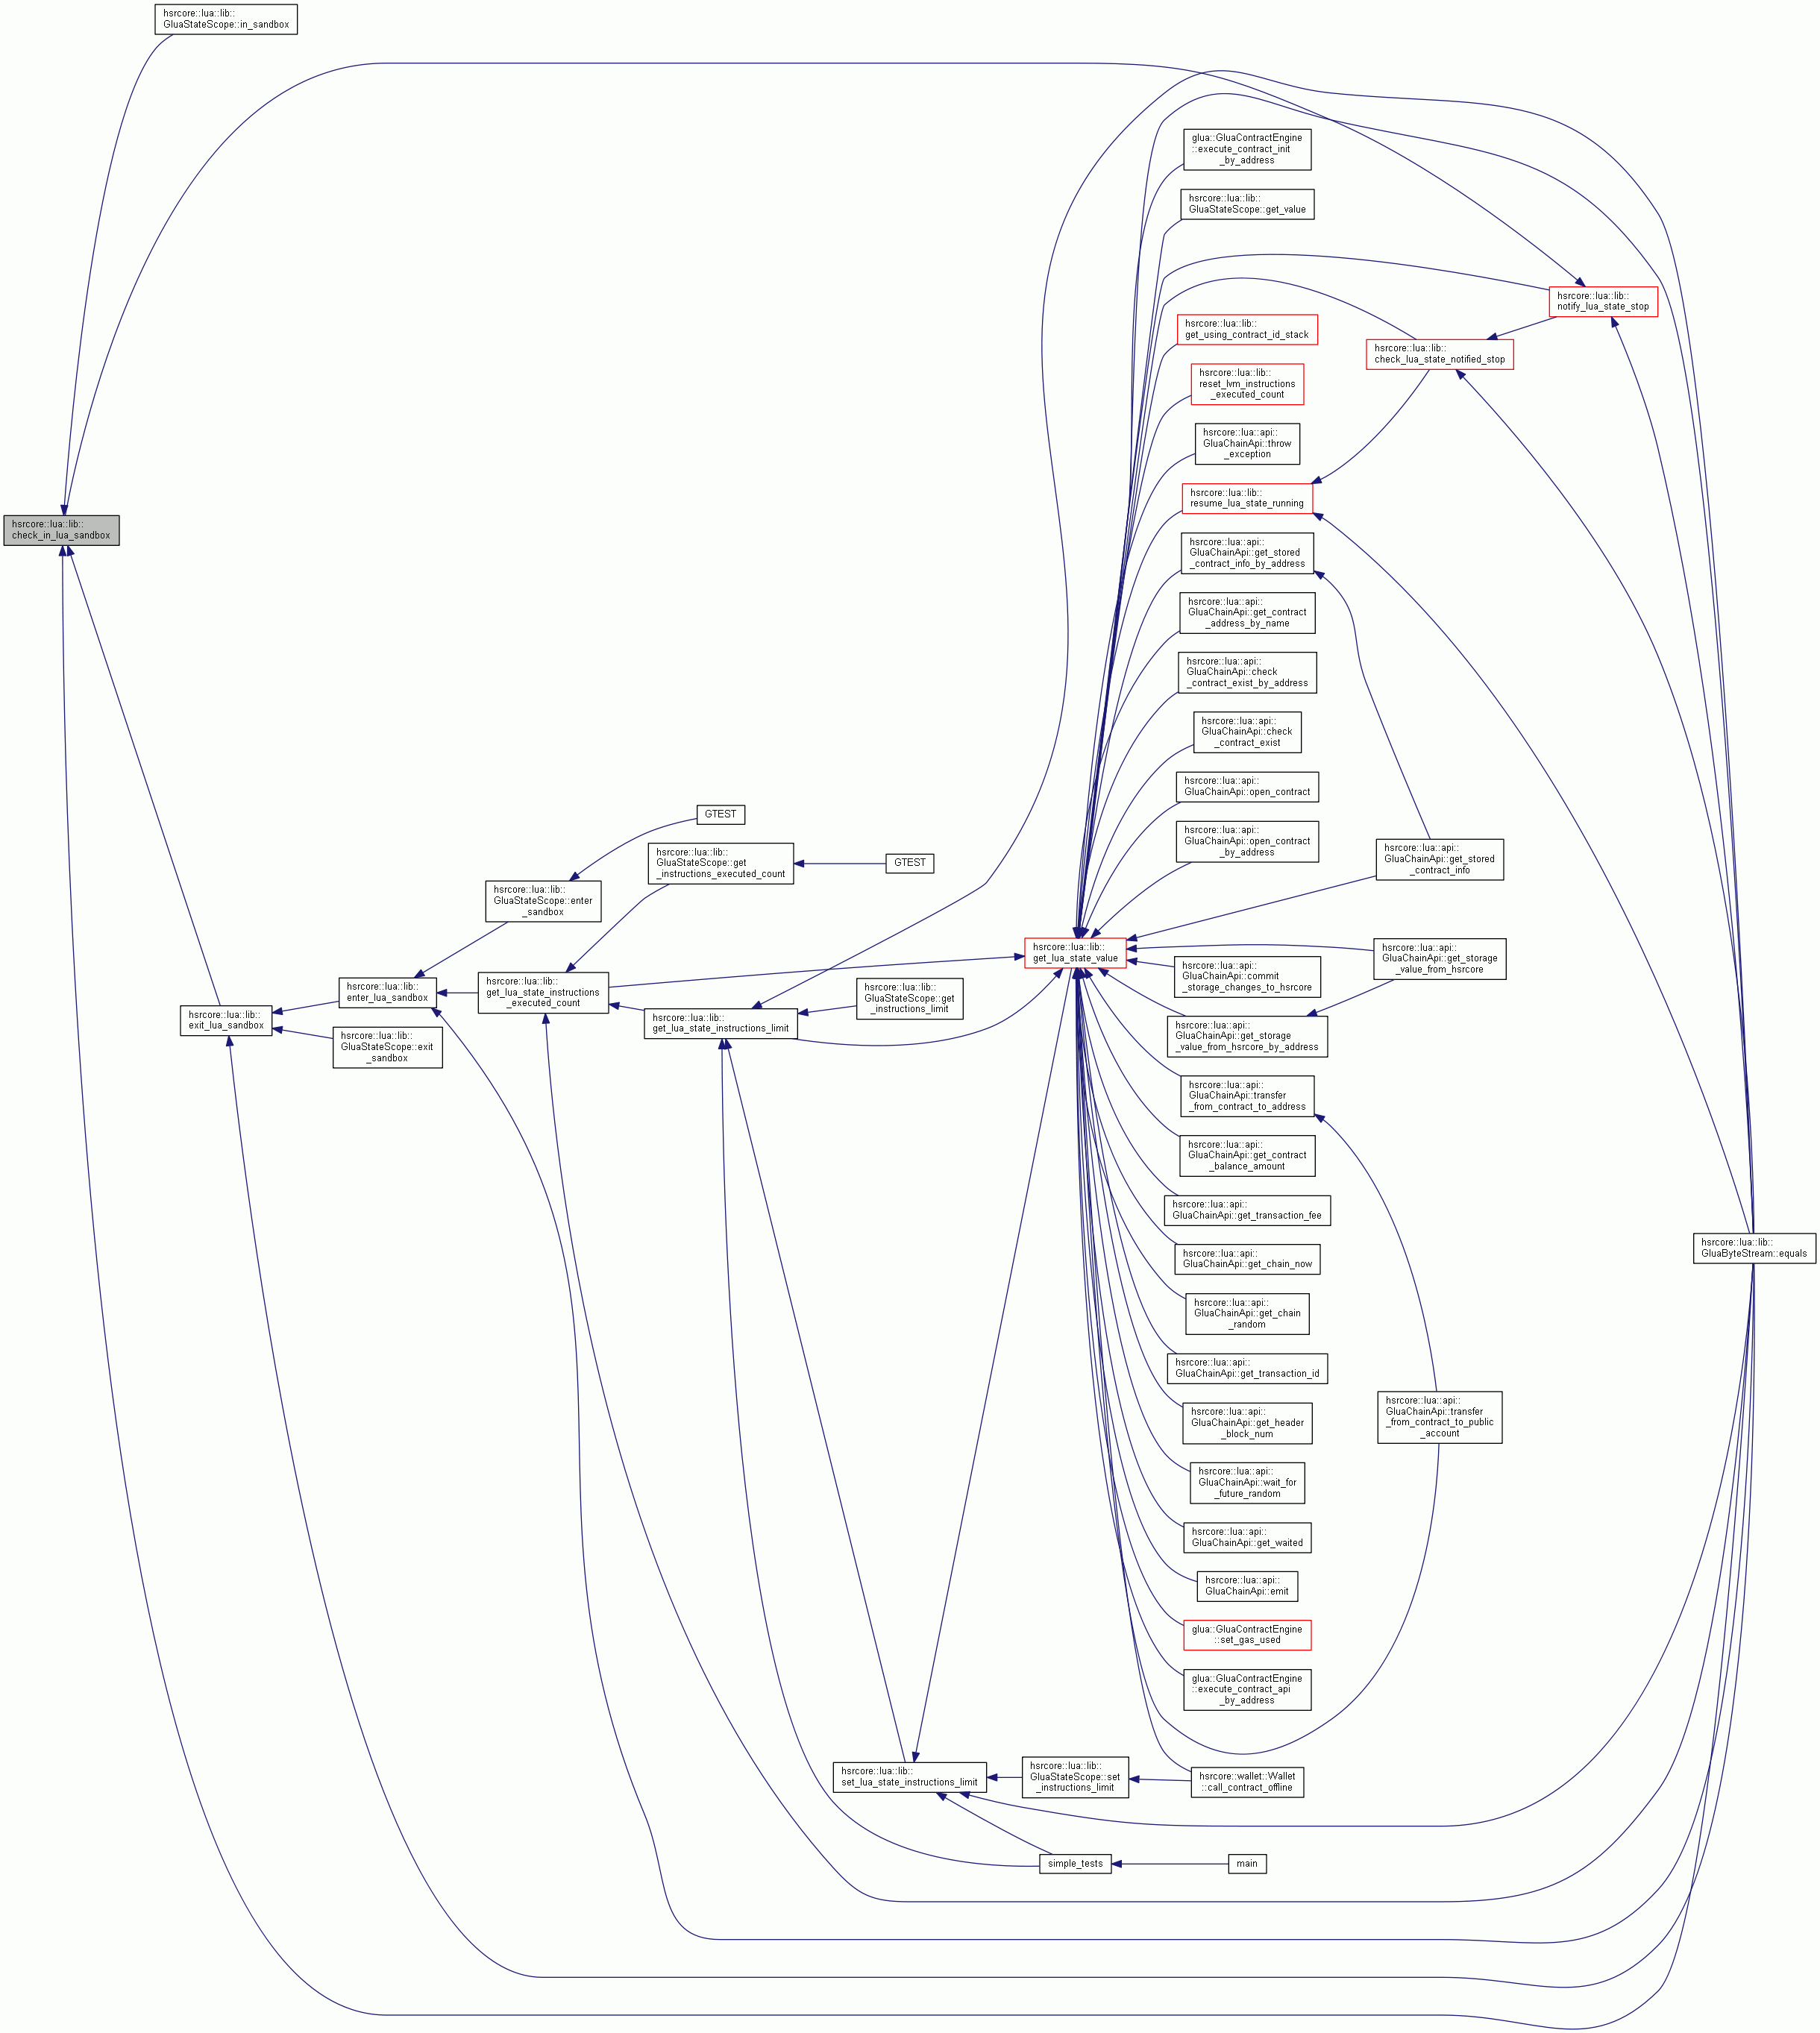 hsrcore::lua::lib::
GluaStateScope::in_sandbox
hsrcore::lua::lib::
check_in_lua_sandbox
hsrcore::lua::lib::
exit_lua_sandbox
hsrcore::lua::lib::
enter_lua_sandbox
hsrcore::lua::lib::
GluaStateScope::exit
_sandbox
hsrcore::lua::lib::
GluaStateScope::enter
_sandbox
GTEST
hsrcore::lua::lib::
get_lua_state_instructions
_executed_count
hsrcore::lua::lib::
GluaStateScope::get
_instructions_executed_count
GTEST
hsrcore::lua::lib::
get_lua_state_instructions_limit
hsrcore::lua::lib::
GluaStateScope::get
_instructions_limit
hsrcore::lua::lib::
set_lua_state_instructions_limit
hsrcore::lua::lib::
GluaStateScope::set
_instructions_limit
simple_tests
main
hsrcore::lua::lib::
get_lua_state_value
glua::GluaContractEngine
::execute_contract_init
_by_address
hsrcore::lua::lib::
GluaStateScope::get_value
hsrcore::lua::lib::
notify_lua_state_stop
hsrcore::lua::lib::
get_using_contract_id_stack
hsrcore::lua::lib::
check_lua_state_notified_stop
hsrcore::lua::lib::
reset_lvm_instructions
_executed_count
hsrcore::lua::api::
GluaChainApi::throw
_exception
hsrcore::lua::lib::
resume_lua_state_running
hsrcore::lua::api::
GluaChainApi::get_stored
_contract_info_by_address
hsrcore::lua::api::
GluaChainApi::get_contract
_address_by_name
hsrcore::lua::api::
GluaChainApi::check
_contract_exist_by_address
hsrcore::lua::api::
GluaChainApi::check
_contract_exist
hsrcore::lua::api::
GluaChainApi::open_contract
hsrcore::lua::api::
GluaChainApi::open_contract
_by_address
hsrcore::lua::api::
GluaChainApi::get_stored
_contract_info
hsrcore::lua::api::
GluaChainApi::get_storage
_value_from_hsrcore
hsrcore::lua::api::
GluaChainApi::commit
_storage_changes_to_hsrcore
hsrcore::lua::api::
GluaChainApi::get_storage
_value_from_hsrcore_by_address
hsrcore::lua::api::
GluaChainApi::transfer
_from_contract_to_address
hsrcore::lua::api::
GluaChainApi::get_contract
_balance_amount
hsrcore::lua::api::
GluaChainApi::get_transaction_fee
hsrcore::lua::lib::
GluaByteStream::equals
hsrcore::lua::api::
GluaChainApi::get_chain_now
hsrcore::lua::api::
GluaChainApi::get_chain
_random
hsrcore::lua::api::
GluaChainApi::get_transaction_id
hsrcore::lua::api::
GluaChainApi::transfer
_from_contract_to_public
_account
hsrcore::lua::api::
GluaChainApi::get_header
_block_num
hsrcore::lua::api::
GluaChainApi::wait_for
_future_random
hsrcore::lua::api::
GluaChainApi::get_waited
hsrcore::lua::api::
GluaChainApi::emit
glua::GluaContractEngine
::set_gas_used
glua::GluaContractEngine
::execute_contract_api
_by_address
hsrcore::wallet::Wallet
::call_contract_offline